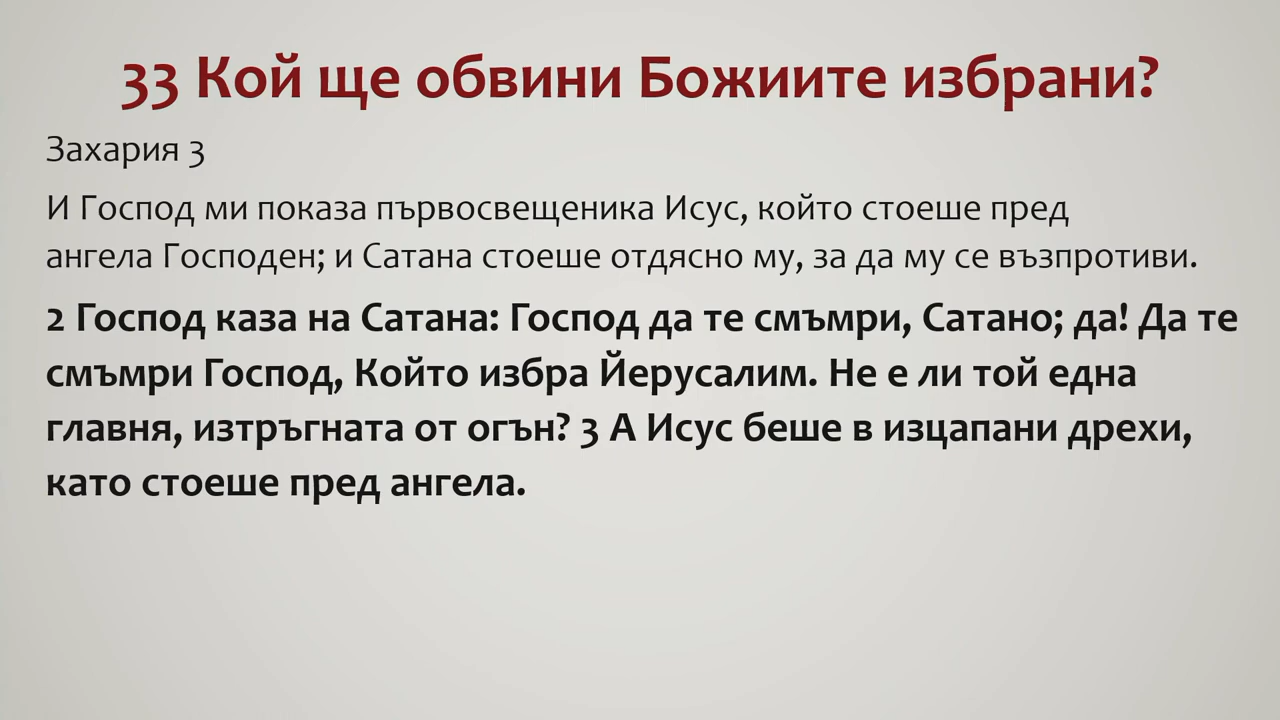 33 Кой ще обвини Божиите избрани?
Захария 3
И Господ ми показа първосвещеника Исус, който стоеше пред
ангела Господен; и Сатана стоеше отдясно му, за да му се възпротиви.
2 Господ каза на Сатана: Господ да те смъмри, Сатано; да! Да те
смъмри Господ, Който избра Йерусалим. Не е ли той една
главня, изтръгната от огън? 3 А Исус беше в изцапани дрехи,
като стоеше пред ангела.